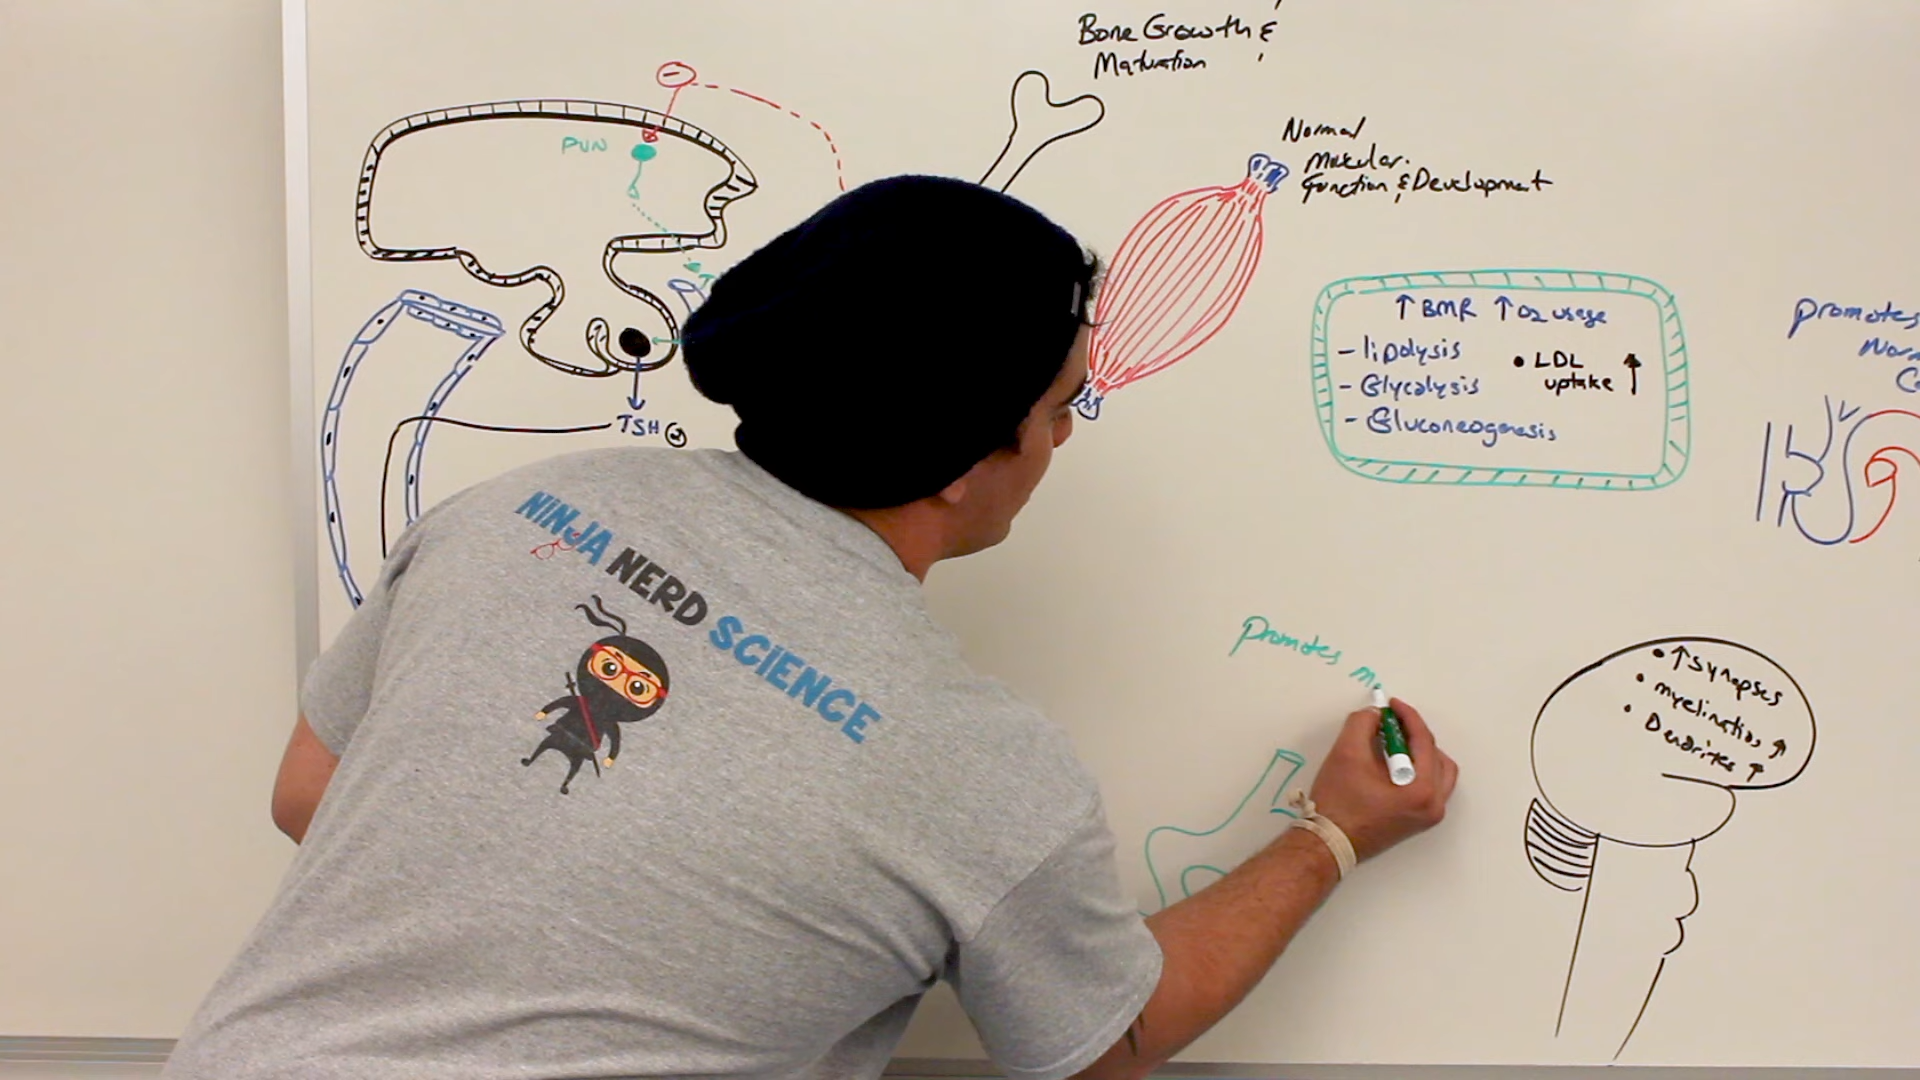 Bone Growth &
Maturation
–
PVN
Normal
Muscular
Function & Development
↑ BMR ↑ O2 usage
- lipolysis
- Glycolysis
- Gluconeogenesis
• LDL
uptake ↑
promotes
TSH
NINJA NERD SCIENCE
promotes
• ↑ synapses
• myelination ↑
• Dendrites ↑